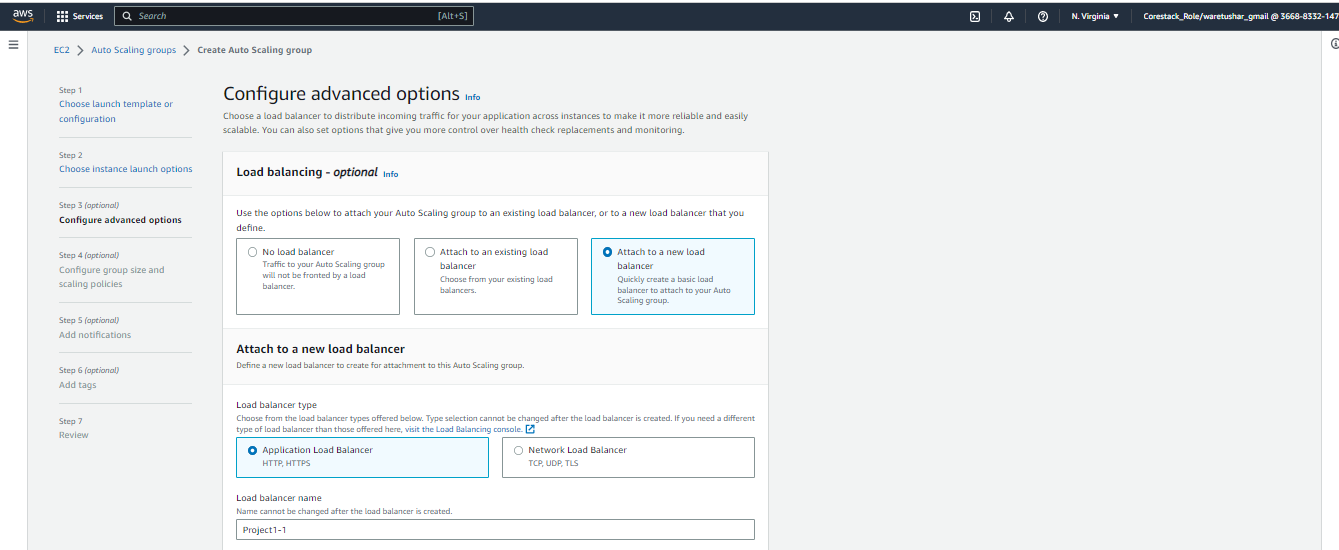 aws Services Search [Alt+S] N. Virginia Corestack_Role/waretushar_gmail @ 3668-8332-147
EC2 Auto Scaling groups Create Auto Scaling group
Step 1
Choose launch template or
configuration
Step 2
Choose instance launch options
Step 3 (optional)
Configure advanced options
Step 4 (optional)
Configure group size and
scaling policies
Step 5 (optional)
Add notifications
Step 6 (optional)
Add tags
Step 7
Review
Configure advanced options Info
Choose a load balancer to distribute incoming traffic for your application across instances to make it more reliable and easily
scalable. You can also set options that give you more control over health check replacements and monitoring.
Load balancing - optional Info
Use the options below to attach your Auto Scaling group to an existing load balancer, or to a new load balancer that you
define.
No load balancer
Traffic to your Auto Scaling group
will not be fronted by a load
balancer.
Attach to an existing load
balancer
Choose from your existing load
balancers.
Attach to a new load
balancer
Quickly create a basic load
balancer to attach to your Auto
Scaling group.
Attach to a new load balancer
Define a new load balancer to create for attachment to this Auto Scaling group.
Load balancer type
Choose from the load balancer types offered below. Type selection cannot be changed after the load balancer is created. If you need a different
type of load balancer than those offered here, visit the Load Balancing console.
Application Load Balancer
HTTP, HTTPS
Network Load Balancer
TCP, UDP, TLS
Load balancer name
Name cannot be changed after the load balancer is created.
Project1-1